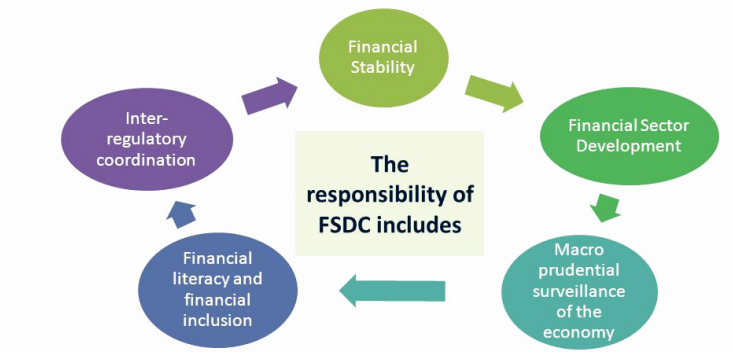 Financial
Stability
Financial Sector
Development
Macro
prudential
surveillance
of the
economy
Financial
literacy and
financial
inclusion
Inter-
regulatory
coordination
The
responsibility of
FSDC includes